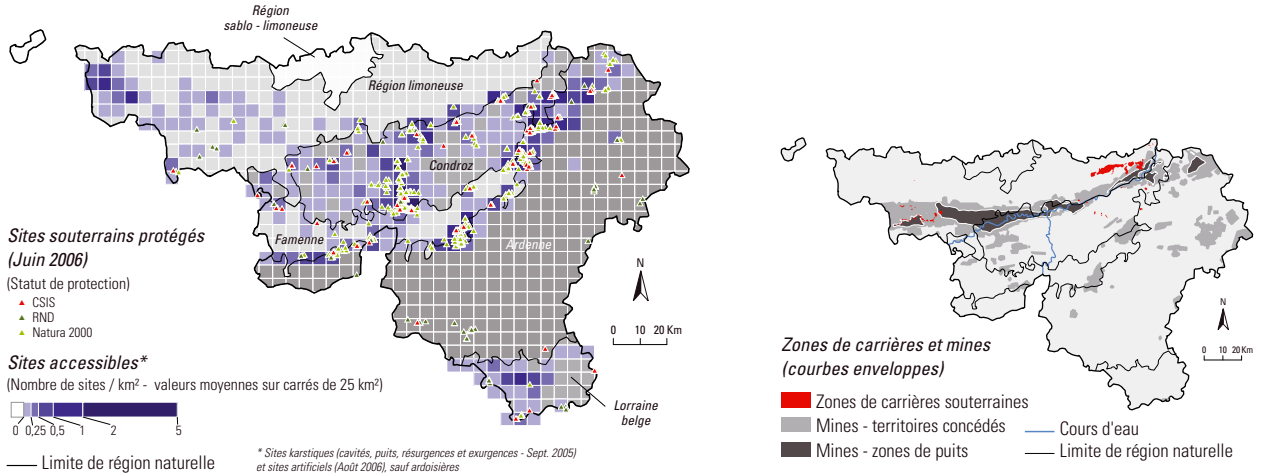 Région
sablo - limoneuse
Région limoneuse
Condroz
Famenne
Ardenne
Lorraine
belge
Sites souterrains protégés
(Juin 2006)
(Statut de protection)
CSIS
RND
Natura 2000
Sites accessibles*
(Nombre de sites / km² - valeurs moyennes sur carrés de 25 km²)
0 0,25 0,5 1 2 5
Limite de région naturelle
* Sites karstiques (cavités, puits, résurgences et exurgences - Sept. 2005)
et sites artificiels (Août 2006), sauf ardoisières
N
0 10 20 Km
Zones de carrières et mines
(courbes enveloppes)
Zones de carrières souterraines
Mines - territoires concédés
Mines - zones de puits
Cours d'eau
Limite de région naturelle
N
0 10 20 Km